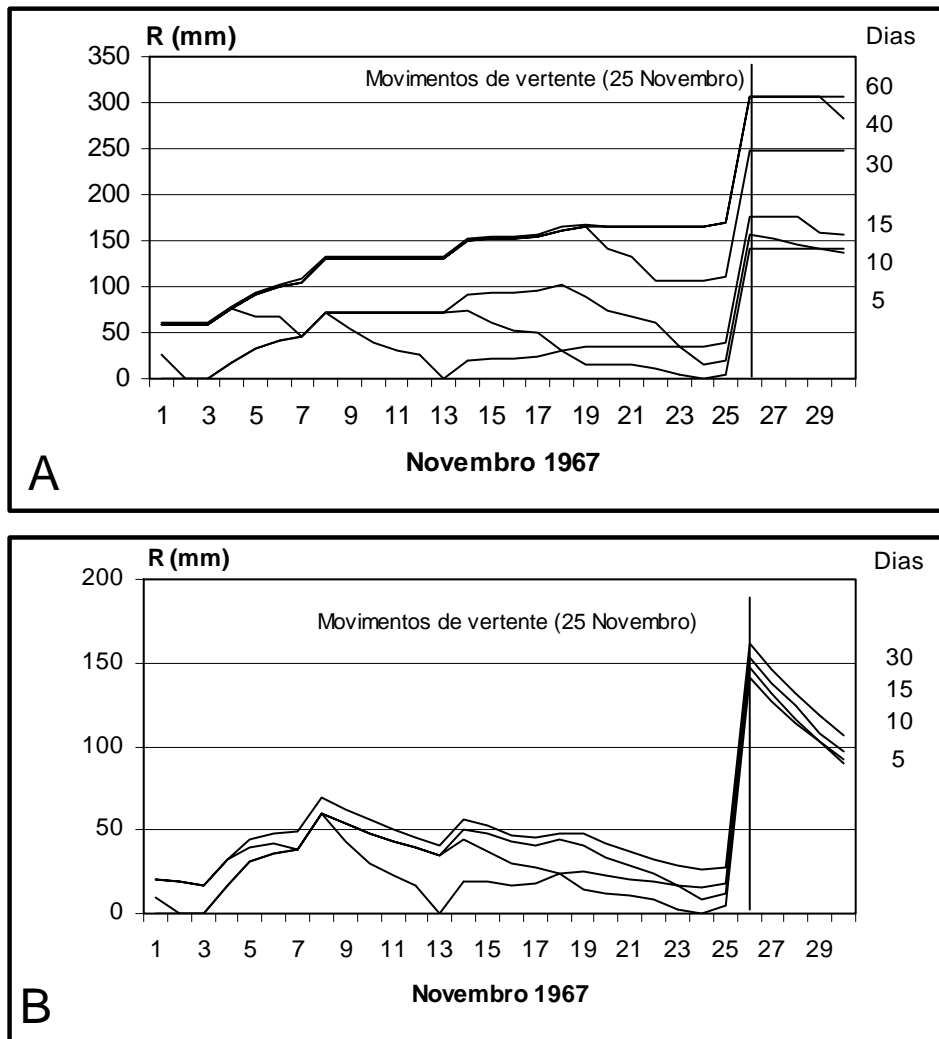 R (mm)
Dias
350
Movimentos de vertente (25 Novembro)
300
250
200
150
100
50
0
60
40
30
15
10
5
1 3 5 7 9 11 13 15 17 19 21 23 25 27 29
Novembro 1967
A
R (mm)
Dias
200
Movimentos de vertente (25 Novembro)
150
100
50
0
30
15
10
5
1 3 5 7 9 11 13 15 17 19 21 23 25 27 29
Novembro 1967
B